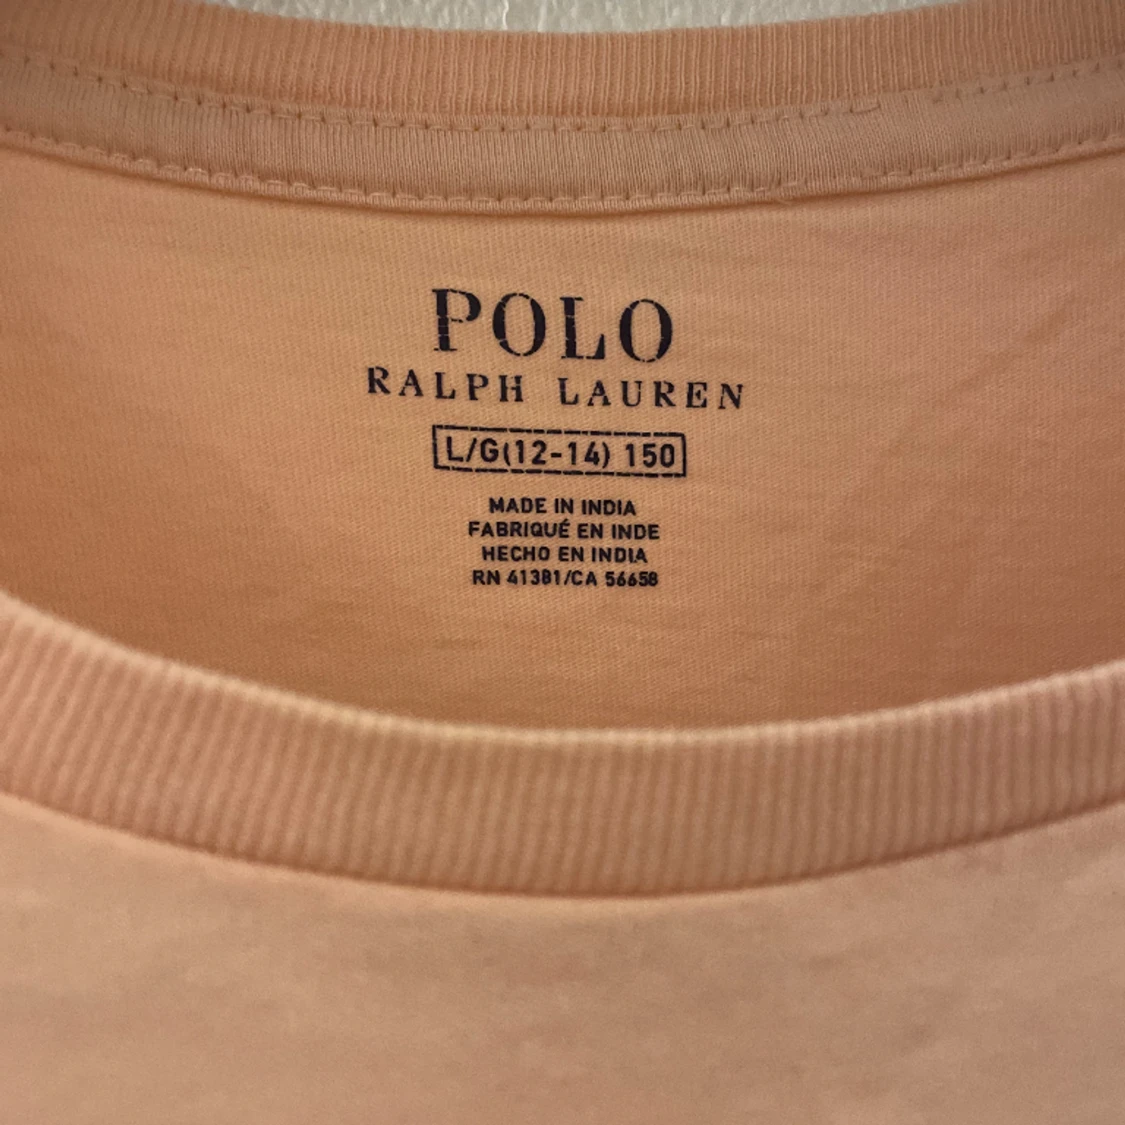 POLO
RALPH LAUREN
L/G(12-14) 150
MADE IN INDIA
FABRIQUÉ EN INDE
HECHO EN INDIA
RN 41381/CA 56658